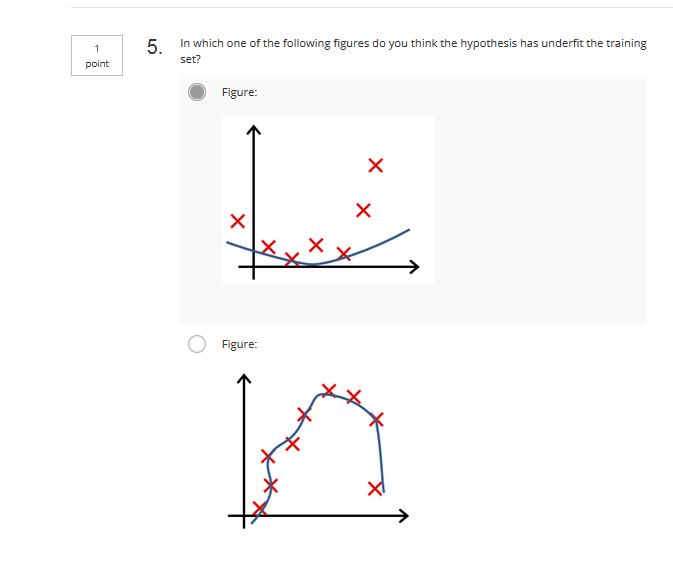 1
point
5.
In which one of the following figures do you think the hypothesis has underfit the training
set?
Figure:
Figure: